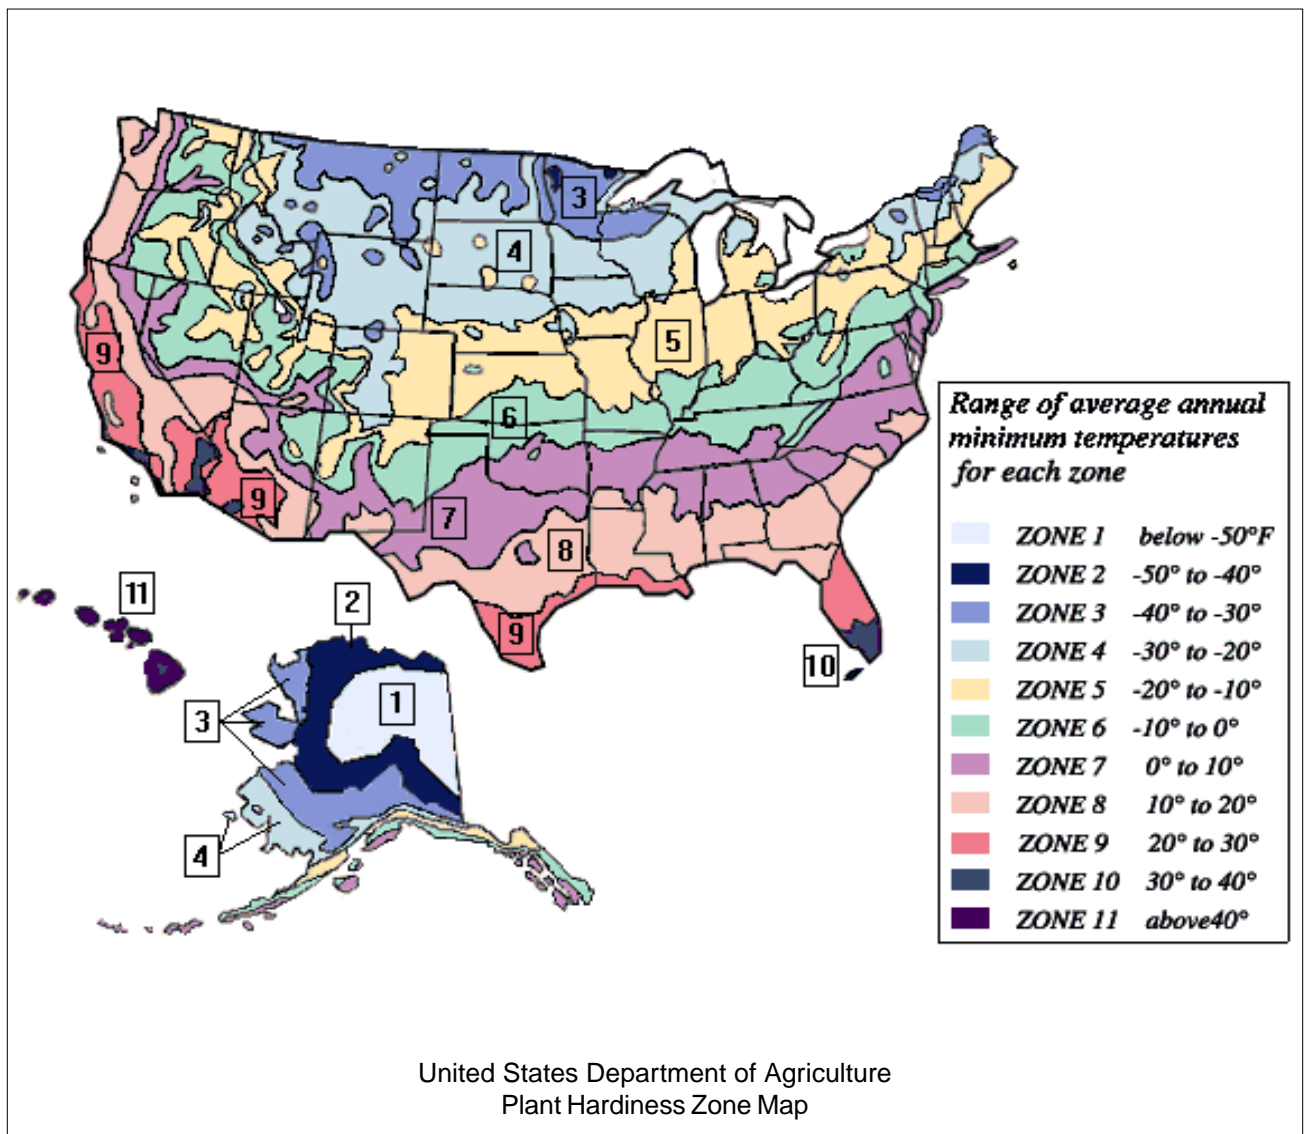 3
4
5
9
6
9
7
8
9
11
2
10
1
3
4
Range of average annual
minimum temperatures
for each zone
ZONE 1 below -50°F
ZONE 2 -50° to -40°
ZONE 3 -40° to -30°
ZONE 4 -30° to -20°
ZONE 5 -20° to -10°
ZONE 6 -10° to 0°
ZONE 7 0° to 10°
ZONE 8 10° to 20°
ZONE 9 20° to 30°
ZONE 10 30° to 40°
ZONE 11 above40°
United States Department of Agriculture
Plant Hardiness Zone Map